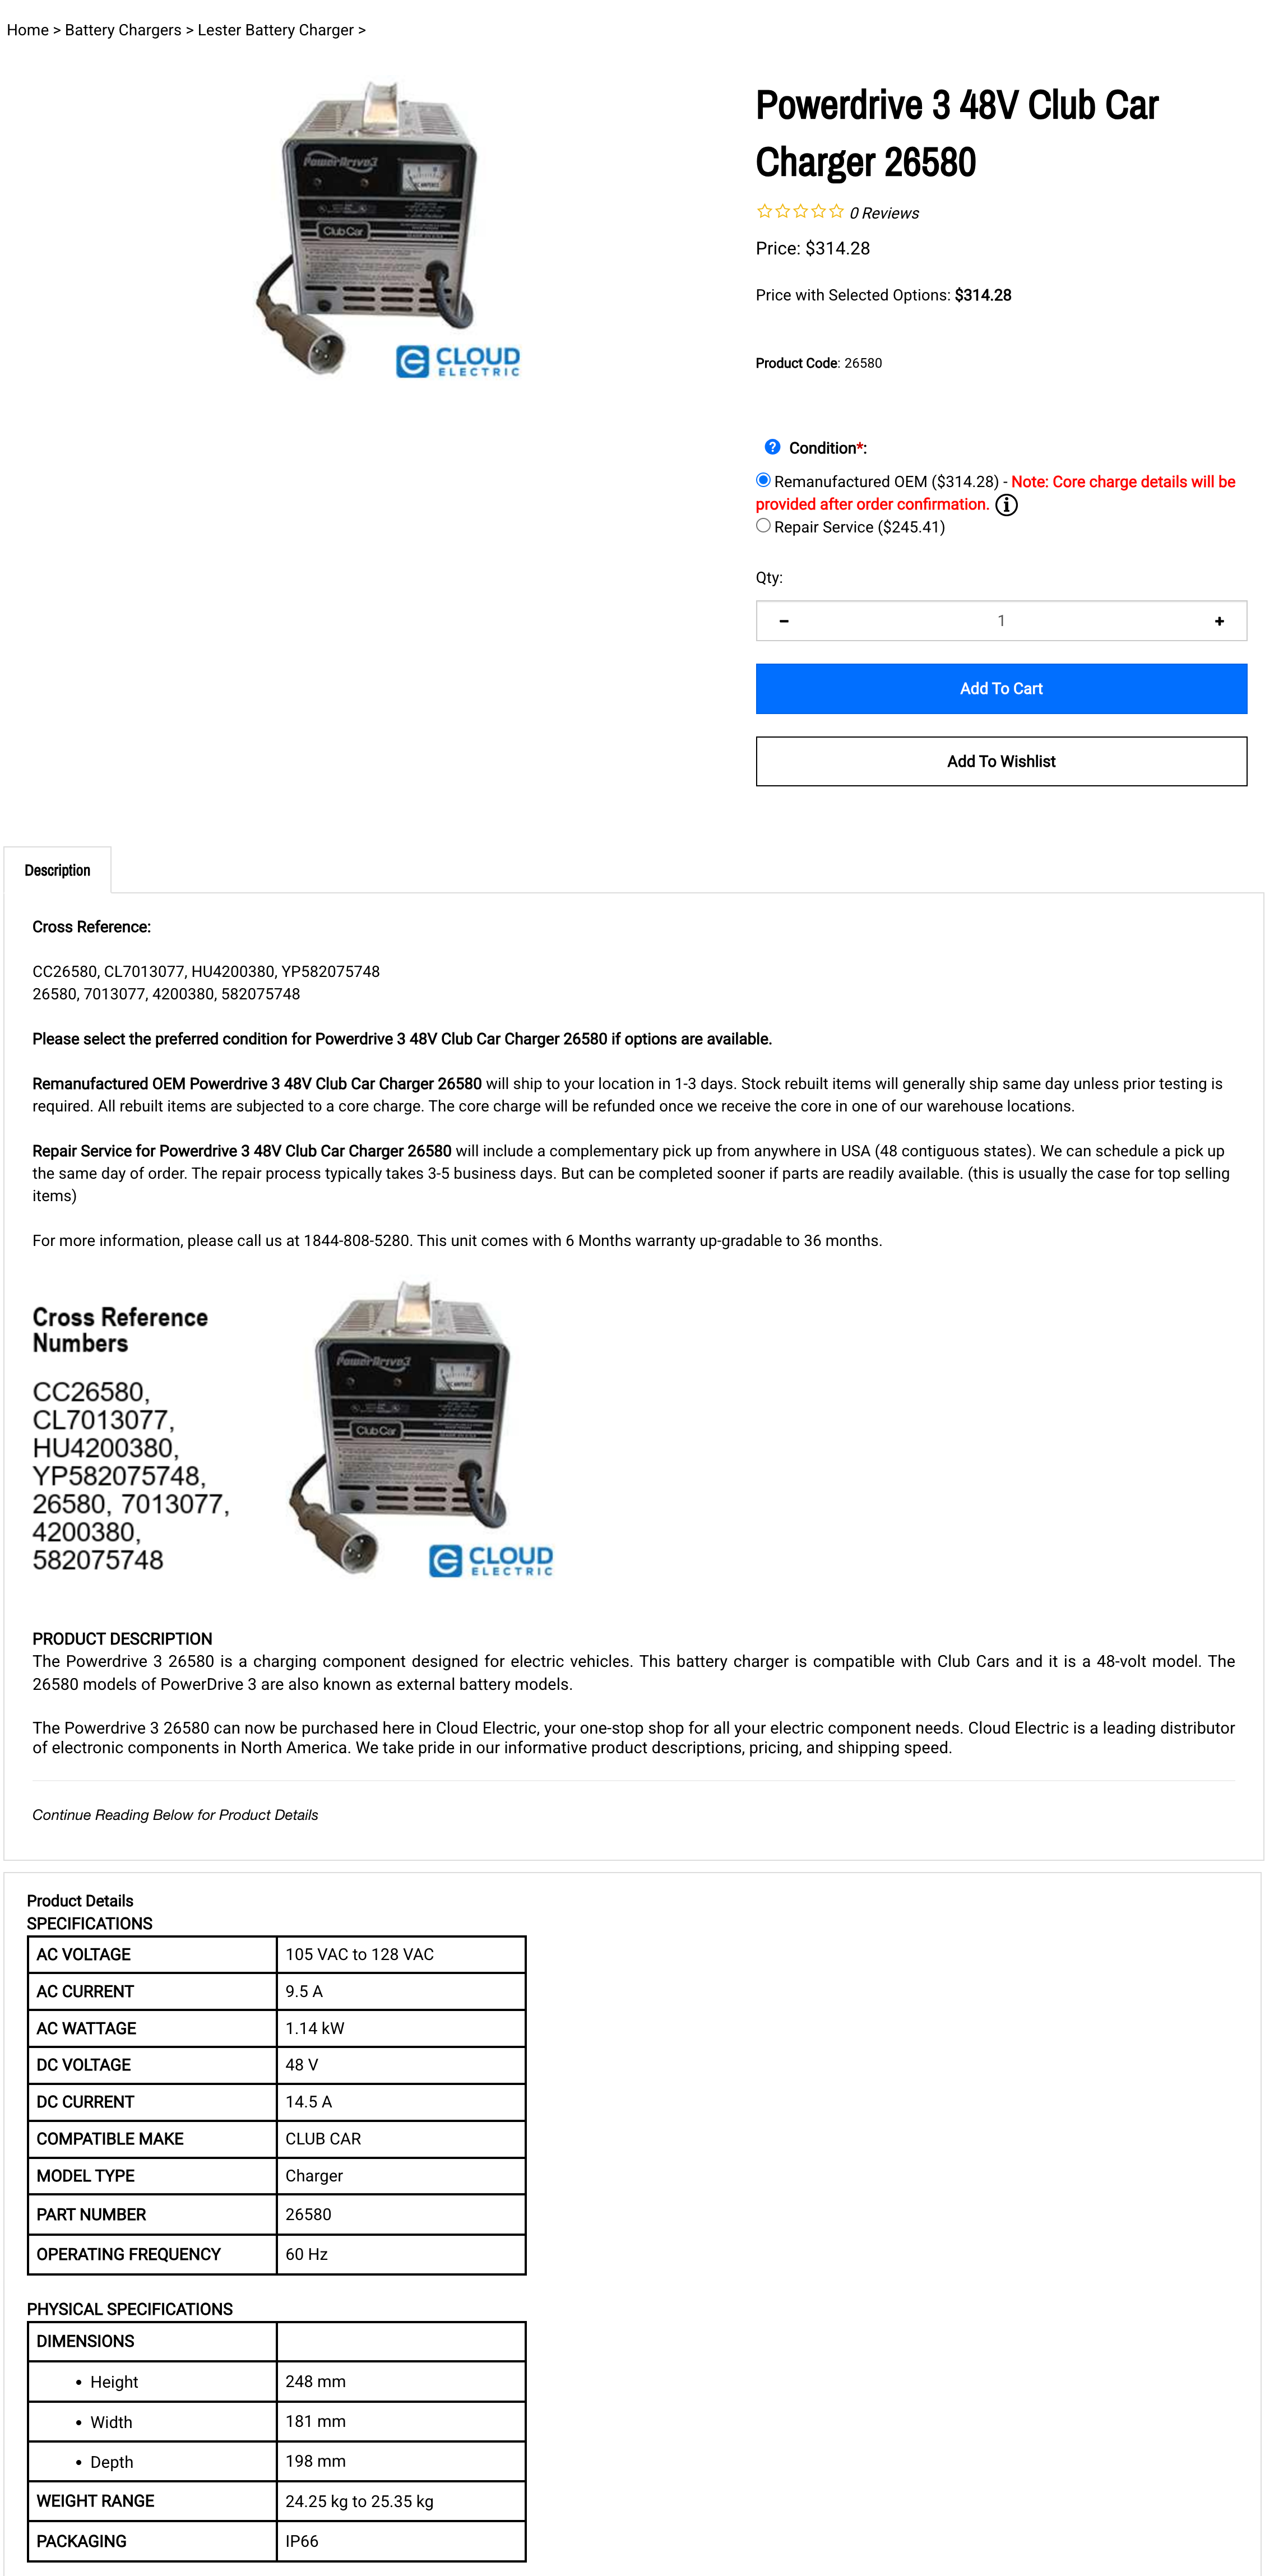 Home > Battery Chargers > Lester Battery Charger >
PowerDrive3
DC AMPERES
Club Car
CLOUD
ELECTRIC
Powerdrive 3 48V Club Car
Charger 26580
0 Reviews
Price: $314.28
Price with Selected Options: $314.28
Product Code: 26580
? Condition*:
Remanufactured OEM ($314.28) - Note: Core charge details will be
provided after order confirmation.
Repair Service ($245.41)
Qty:
− 1 +
Add To Cart
Add To Wishlist
Description
Cross Reference:
CC26580, CL7013077, HU4200380, YP582075748
26580, 7013077, 4200380, 582075748
Please select the preferred condition for Powerdrive 3 48V Club Car Charger 26580 if options are available.
Remanufactured OEM Powerdrive 3 48V Club Car Charger 26580 will ship to your location in 1-3 days. Stock rebuilt items will generally ship same day unless prior testing is
required. All rebuilt items are subjected to a core charge. The core charge will be refunded once we receive the core in one of our warehouse locations.
Repair Service for Powerdrive 3 48V Club Car Charger 26580 will include a complementary pick up from anywhere in USA (48 contiguous states). We can schedule a pick up
the same day of order. The repair process typically takes 3-5 business days. But can be completed sooner if parts are readily available. (this is usually the case for top selling
items)
For more information, please call us at 1844-808-5280. This unit comes with 6 Months warranty up-gradable to 36 months.
Cross Reference
Numbers
CC26580,
CL7013077,
HU4200380,
YP582075748,
26580, 7013077,
4200380,
582075748
PowerDrive3
DC AMPERES
Club Car
CLOUD
ELECTRIC
PRODUCT DESCRIPTION
The Powerdrive 3 26580 is a charging component designed for electric vehicles. This battery charger is compatible with Club Cars and it is a 48-volt model. The
26580 models of PowerDrive 3 are also known as external battery models.
The Powerdrive 3 26580 can now be purchased here in Cloud Electric, your one-stop shop for all your electric component needs. Cloud Electric is a leading distributor
of electronic components in North America. We take pride in our informative product descriptions, pricing, and shipping speed.
Continue Reading Below for Product Details
Product Details
SPECIFICATIONS
AC VOLTAGE 105 VAC to 128 VAC
AC CURRENT 9.5 A
AC WATTAGE 1.14 kW
DC VOLTAGE 48 V
DC CURRENT 14.5 A
COMPATIBLE MAKE CLUB CAR
MODEL TYPE Charger
PART NUMBER 26580
OPERATING FREQUENCY 60 Hz
PHYSICAL SPECIFICATIONS
DIMENSIONS
• Height 248 mm
• Width 181 mm
• Depth 198 mm
WEIGHT RANGE 24.25 kg to 25.35 kg
PACKAGING IP66